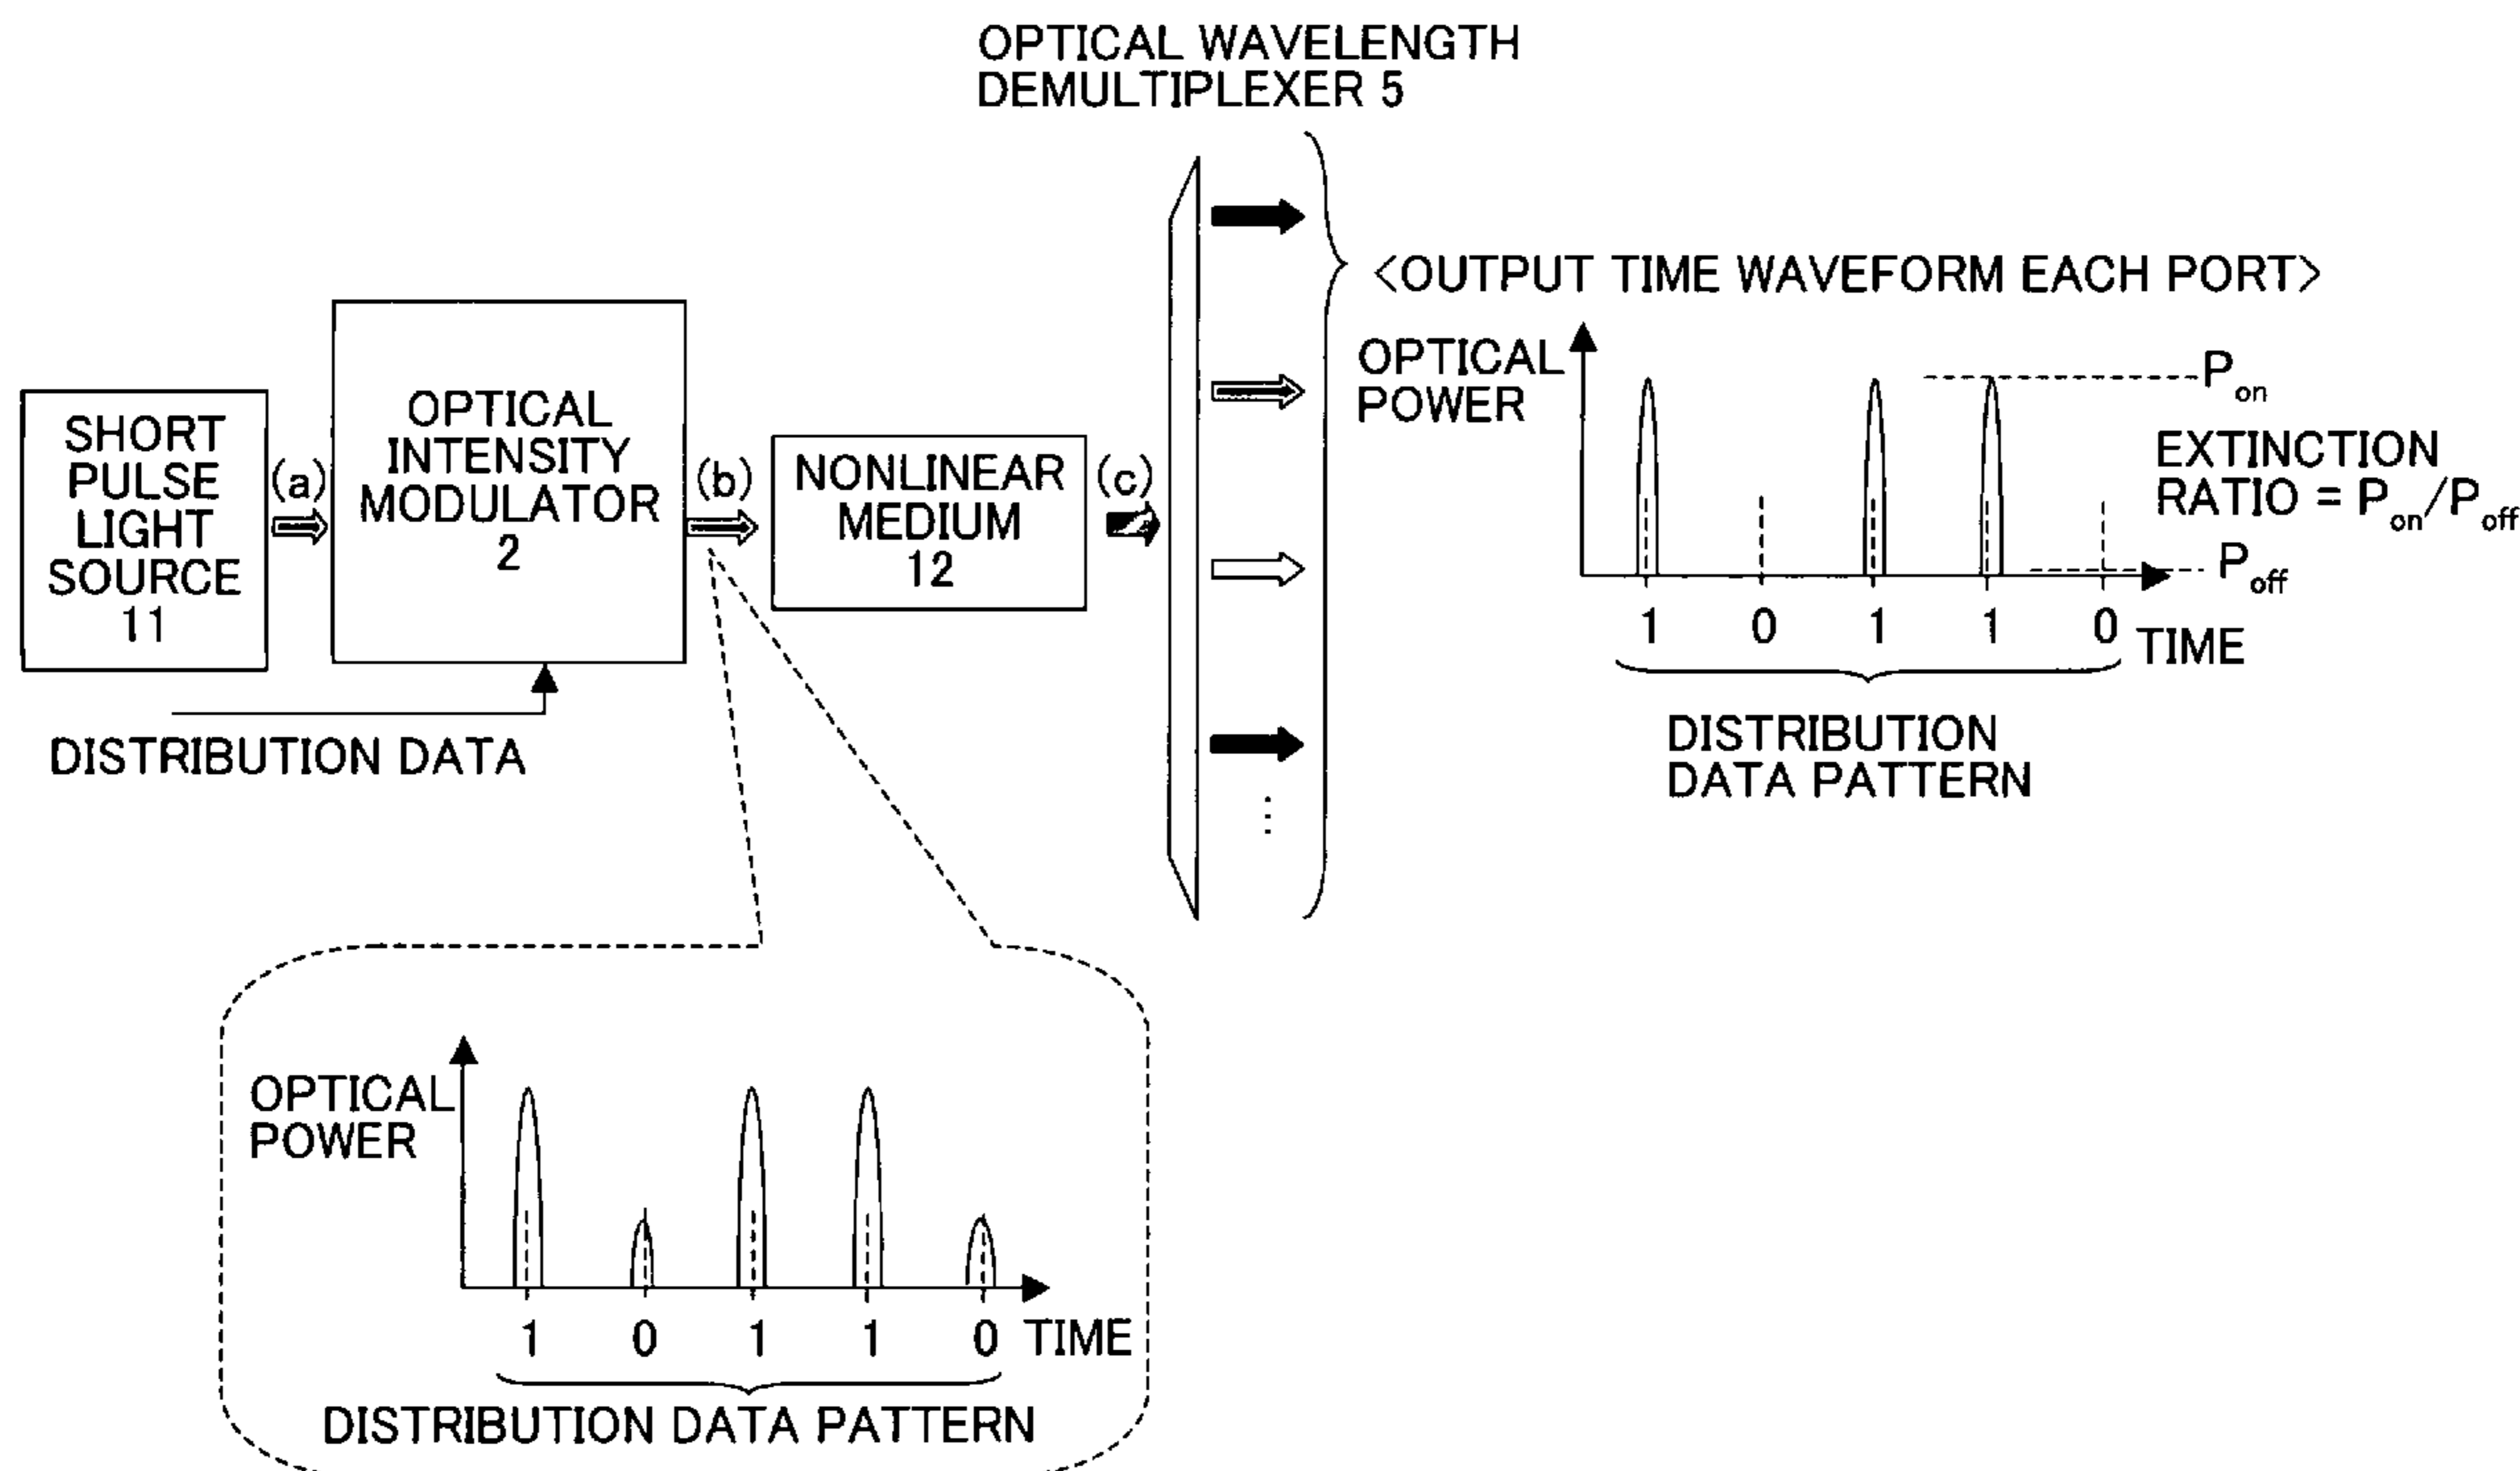 OPTICAL WAVELENGTH
DEMULTIPLEXER 5
SHORT
PULSE
LIGHT
SOURCE
11
(a)
OPTICAL
INTENSITY
MODULATOR
2
(b)
NONLINEAR
MEDIUM
12
(c)
DISTRIBUTION DATA
<OUTPUT TIME WAVEFORM EACH PORT>
OPTICAL
POWER
Pon
EXTINCTION
RATIO = Pon/Poff
Poff
1 0 1 1 0 TIME
DISTRIBUTION
DATA PATTERN
OPTICAL
POWER
1 0 1 1 0 TIME
DISTRIBUTION DATA PATTERN